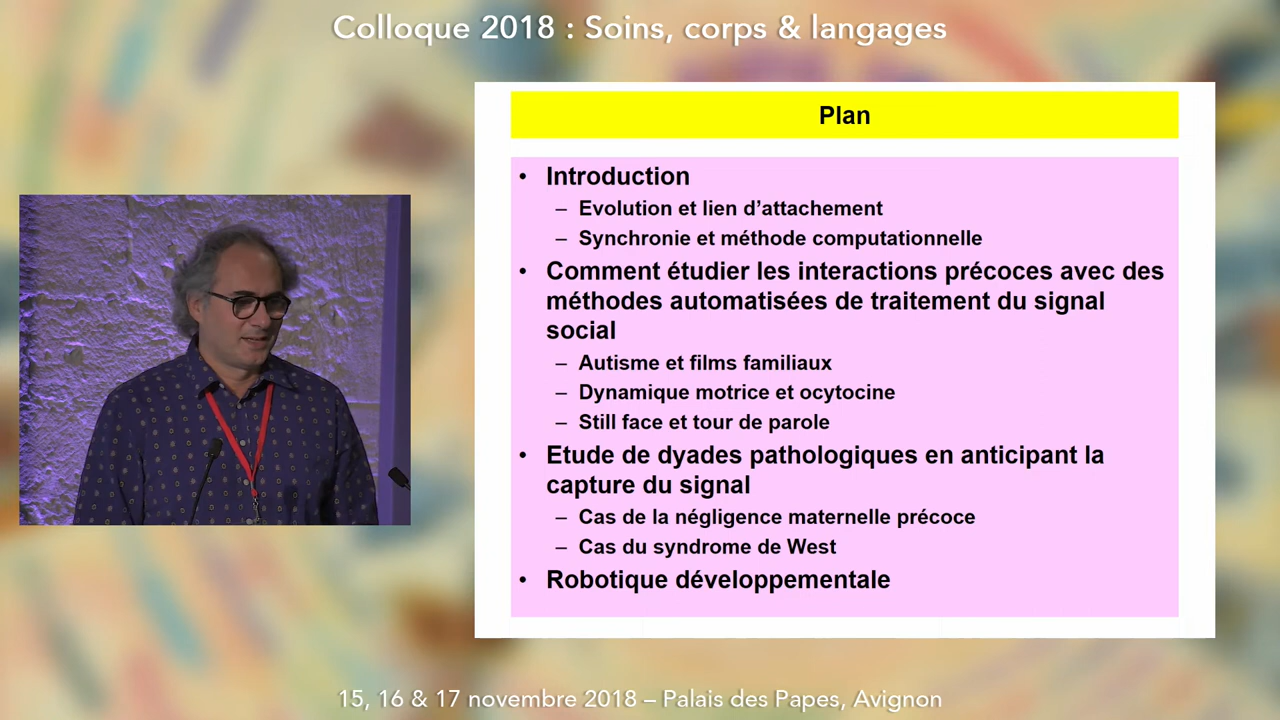 Colloque 2018 : Soins, corps & langages
Plan
• Introduction
– Evolution et lien d’attachement
– Synchronie et méthode computationnelle
• Comment étudier les interactions précoces avec des
méthodes automatisées de traitement du signal
social
– Autisme et films familiaux
– Dynamique motrice et ocytocine
– Still face et tour de parole
• Etude de dyades pathologiques en anticipant la
capture du signal
– Cas de la négligence maternelle précoce
– Cas du syndrome de West
• Robotique développementale
15, 16 & 17 novembre 2018 – Palais des Papes, Avignon